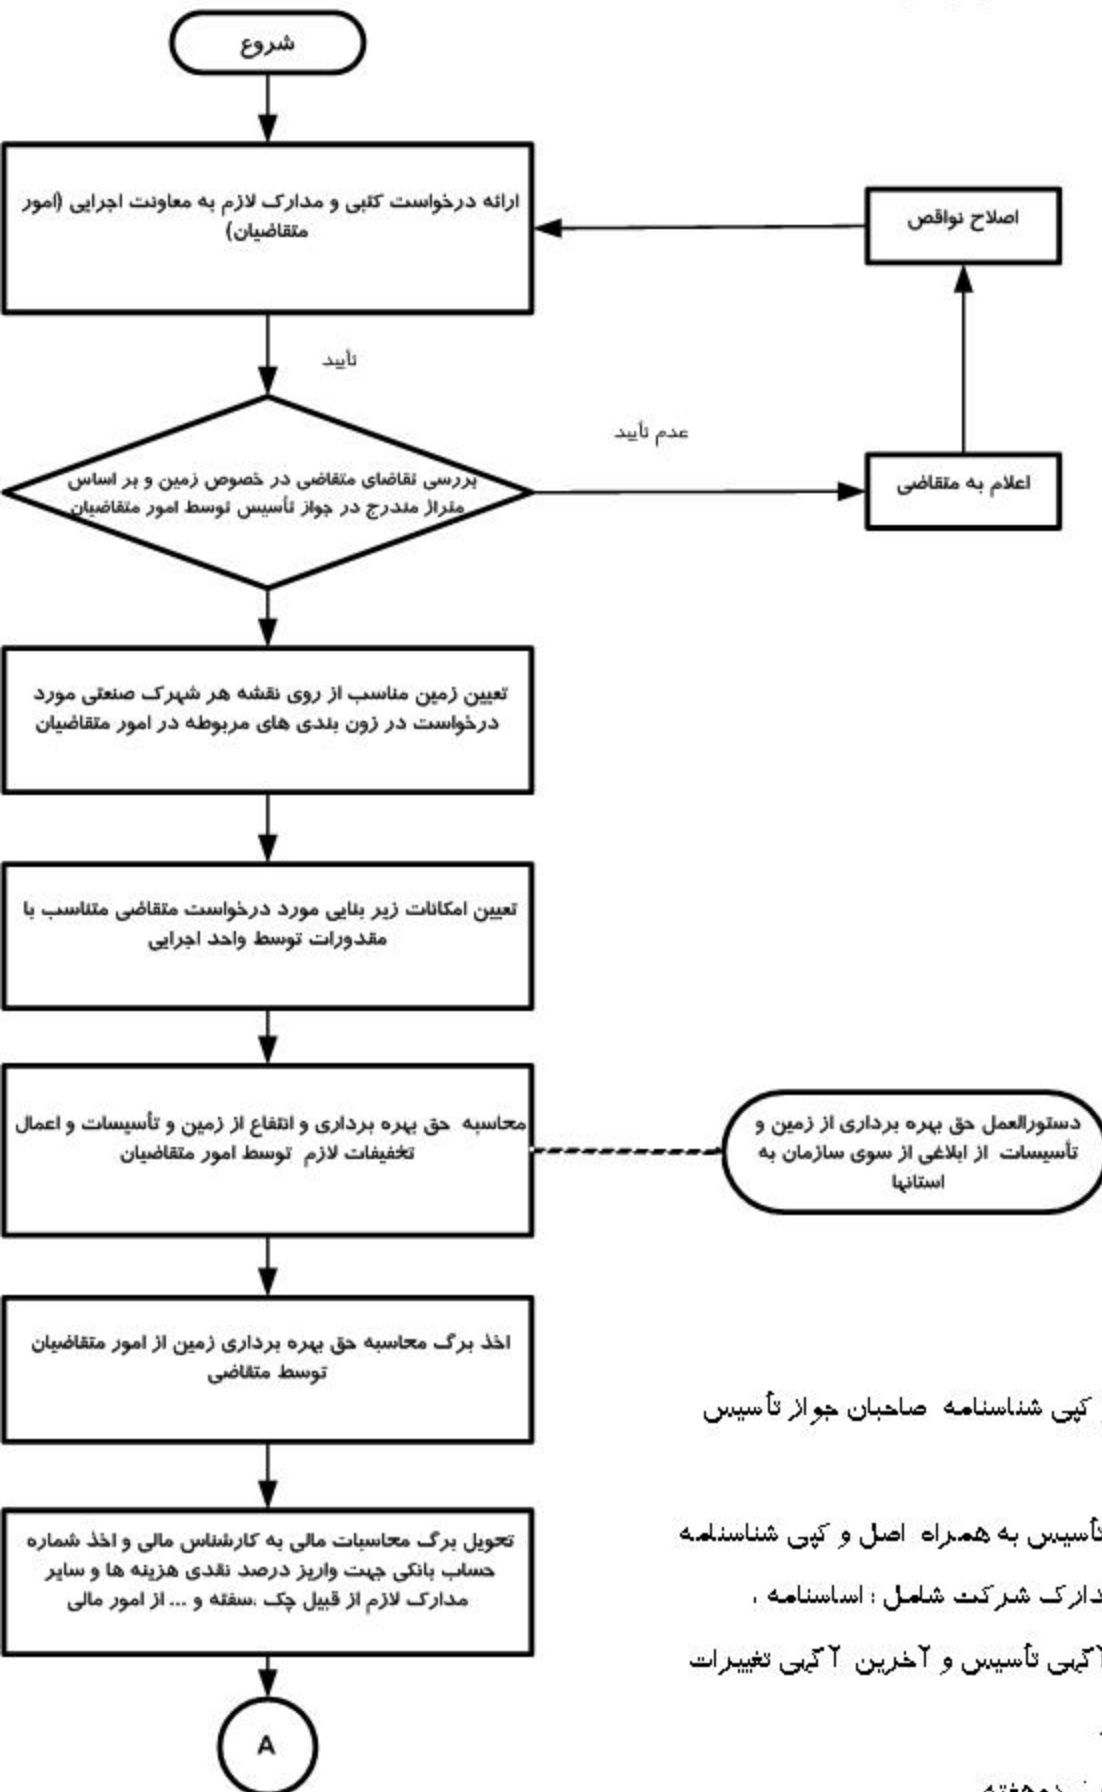 شروع
ارائه درخواست کتبی و مدارک لازم به معاونت اجرایی (امور
متقاضیان)
اصلاح نواقص
تأیید
عدم تأیید
بررسی تقاضای متقاضی در خصوص زمین و بر اساس
متراژ مندرج در جواز تأسیس توسط امور متقاضیان
اعلام به متقاضی
تعیین زمین مناسب از روی نقشه هر شهرک صنعتی مورد
درخواست در زون بندی های مربوطه در امور متقاضیان
تعیین امکانات زیر بنایی مورد درخواست متقاضی متناسب با
مقدورات توسط واحد اجرایی
محاسبه حق بهره برداری و انتفاع از زمین و تأسیسات و اعمال
تخفیفات لازم توسط امور متقاضیان
دستورالعمل حق بهره برداری از زمین و
تأسیسات از ابلاغی از سوی سازمان به
استانها
اخذ برگ محاسبه حق بهره برداری زمین از امور متقاضیان
توسط متقاضی
کپی شناسنامه صاحبان جواز تأسیس
تحویل برگ محاسبات مالی به کارشناس مالی و اخذ شماره
حساب بانکی جهت واریز درصد نقدی هزینه ها و سایر
مدارک لازم از قبیل چک ،سفته و ... از امور مالی
تأسیس به همراه اصل و کپی شناسنامه
دارک شرکت شامل : اساسنامه ،
آگهی تأسیس و آخرین آگهی تغییرات
A